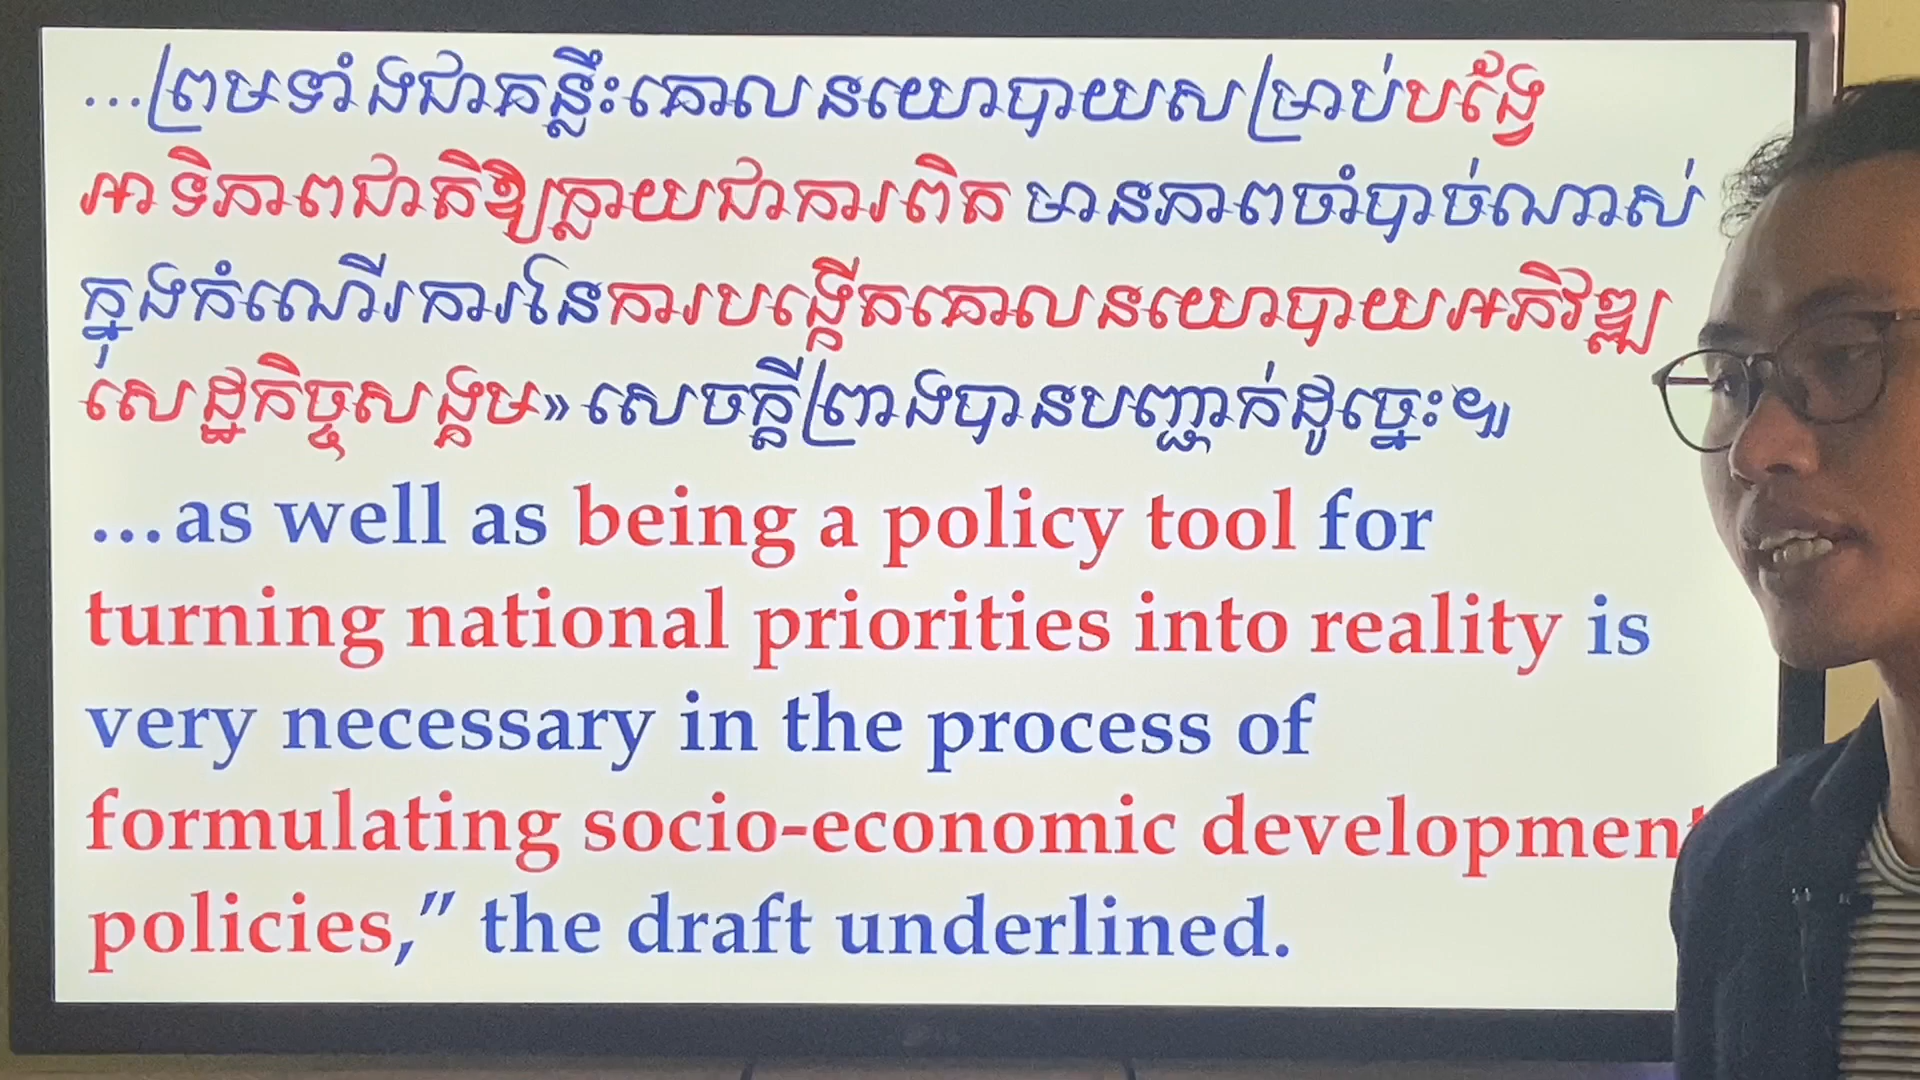 ...ព្រមទាំងជាគន្លឹះគោលនយោបាយសម្រាប់បង្វែ
អាទិភាពជាតិឱ្យក្លាយជាការពិត មានភាពចាំបាច់ណាស់
ក្នុងកំណើរការនៃការបង្កើតគោលនយោបាយអភិវឌ្ឍ
សេដ្ឋកិច្ចសង្គម» សេចក្តីព្រាងបានបញ្ជាក់ដូច្នេះ៕
...as well as being a policy tool for
turning national priorities into reality is
very necessary in the process of
formulating socio-economic development
policies,” the draft underlined.